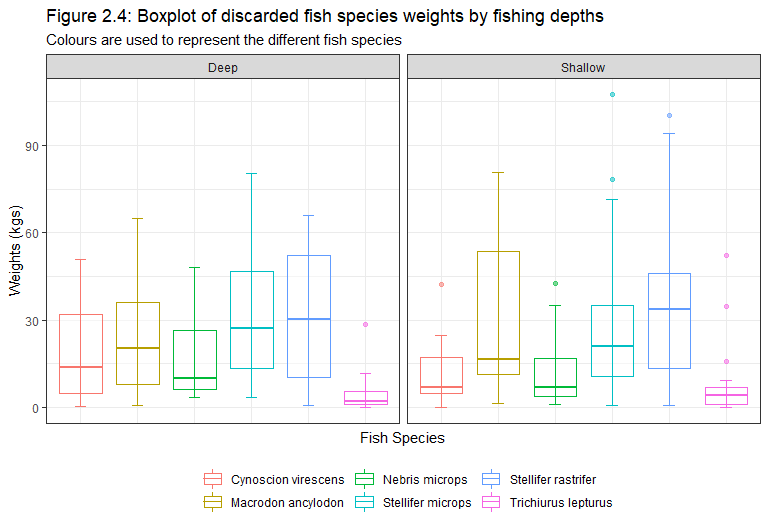 Figure 2.4: Boxplot of discarded fish species weights by fishing depths
Colours are used to represent the different fish species
Deep
Shallow
90
60
30
0
Weights (kgs)
Fish Species
Cynoscion virescens
Nebris microps
Stellifer rastrifer
Macrodon ancylodon
Stellifer microps
Trichiurus lepturus